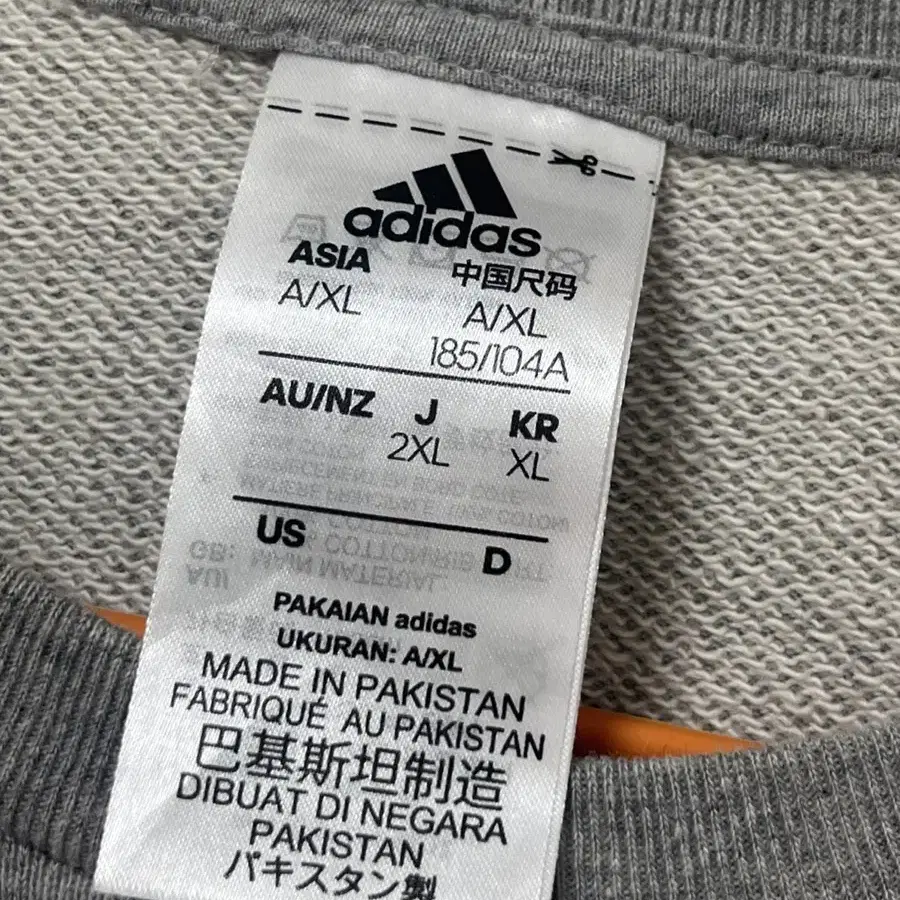 adidas
ASIA 中国尺码
A/XL A/XL
185/104A
AU/NZ J KR
2XL XL
US D
PAKAIAN adidas
UKURAN: A/XL
MADE IN PAKISTAN
FABRIQUÉ AU PAKISTAN
巴基斯坦制造
DIBUAT DI NEGARA
PAKISTAN
パキスタン製